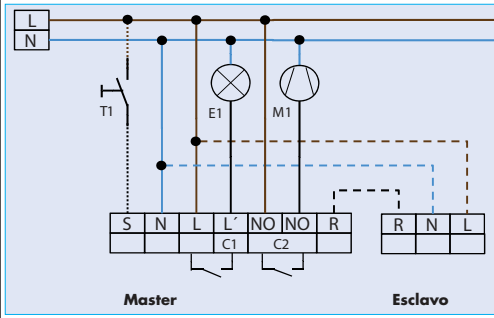 L
N
T1
E1
M1
S N L L´ NO NO R
C1 C2
R N L
Master
Esclavo